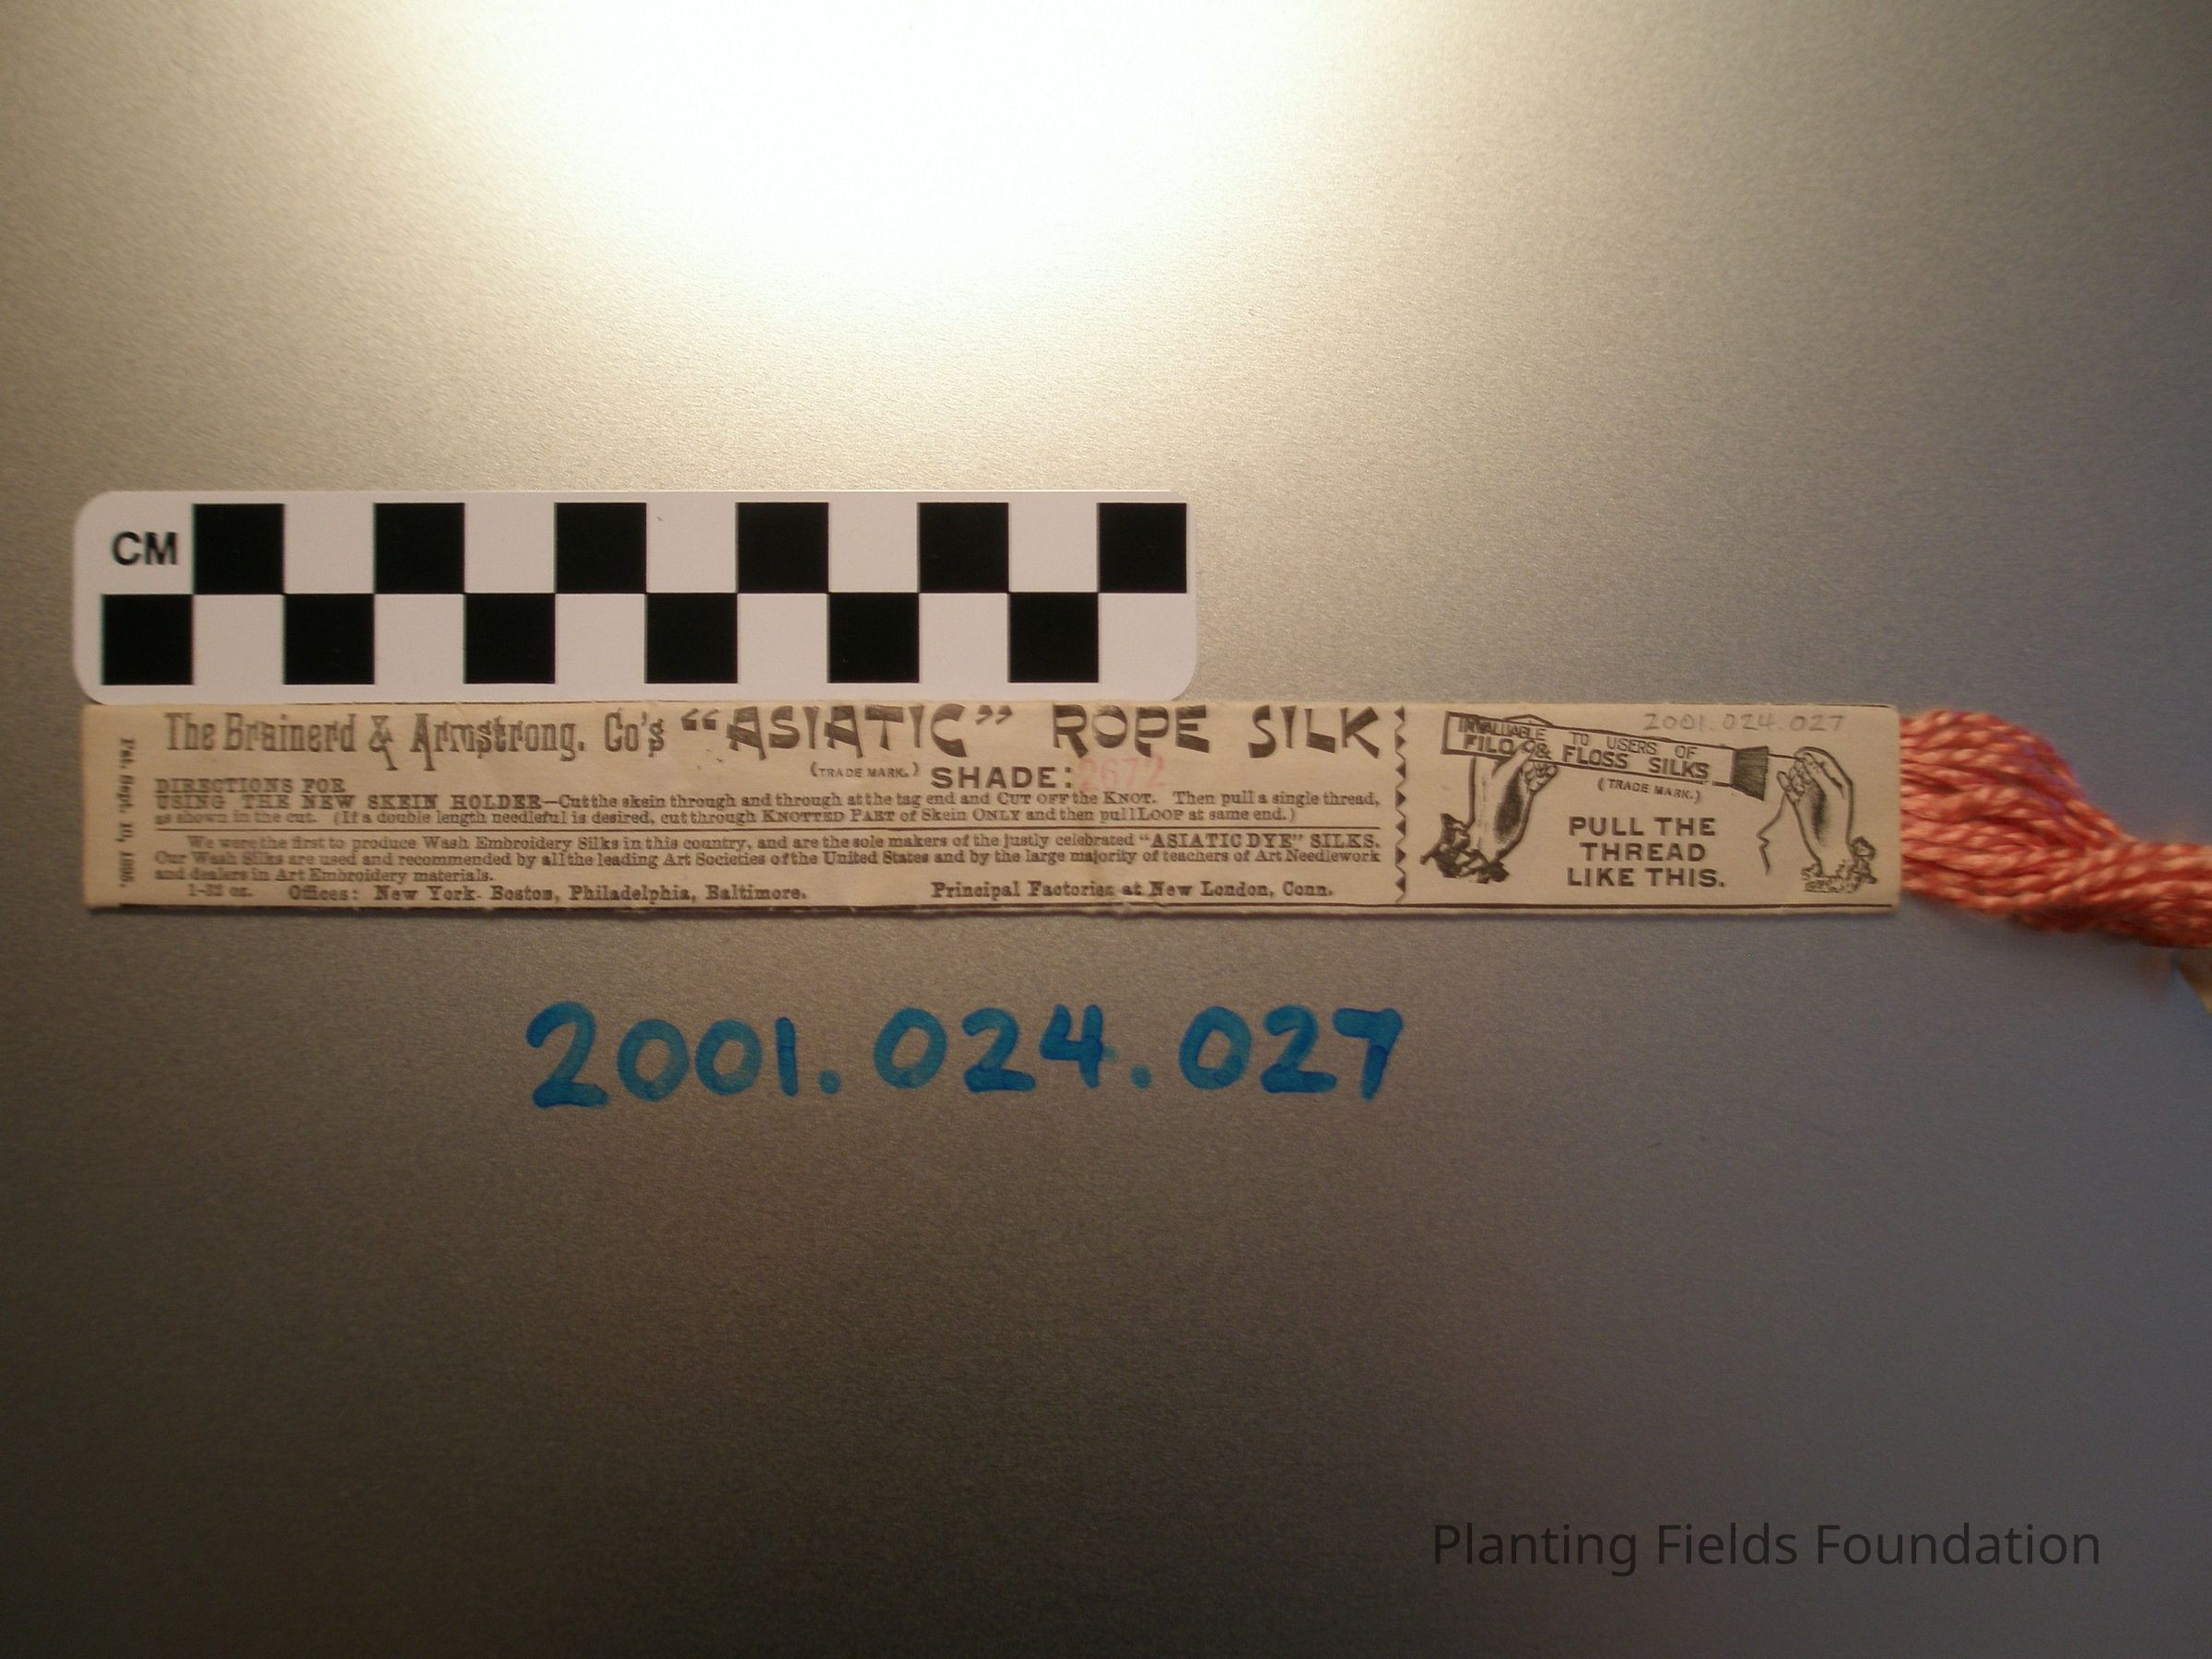 CM
The Brainerd & Armstrong. Co's "ASIATIC" ROPE SILK
(TRADE MARK.) SHADE: 2672
DIRECTIONS FOR
USING THE NEW SKEIN HOLDER—Cut the skein through and through at the tag end and CUT OFF the KNOT. Then pull a single thread,
as shown in the cut. (If a double length needleful is desired, cut through KNOTTED PART of Skein ONLY and then pull LOOP at same end.)
We were the first to produce Wash Embroidery Silks in this country, and are the sole makers of the justly celebrated "ASIATIC DYE" SILKS.
Our Wash Silks are used and recommended by all the leading Art Societies of the United States and by the large majority of teachers of Art Needlework
and dealers in Art Embroidery materials.
1-32 oz. Offices: New York. Boston, Philadelphia, Baltimore. Principal Factories at New London, Conn.
Pat. Sept. 10,
2001.024.027
INVALUABLE TO USERS OF
FILO & FLOSS SILKS
(TRADE MARK.)
PULL THE
THREAD
LIKE THIS.
2001.024.027
Planting Fields Foundation